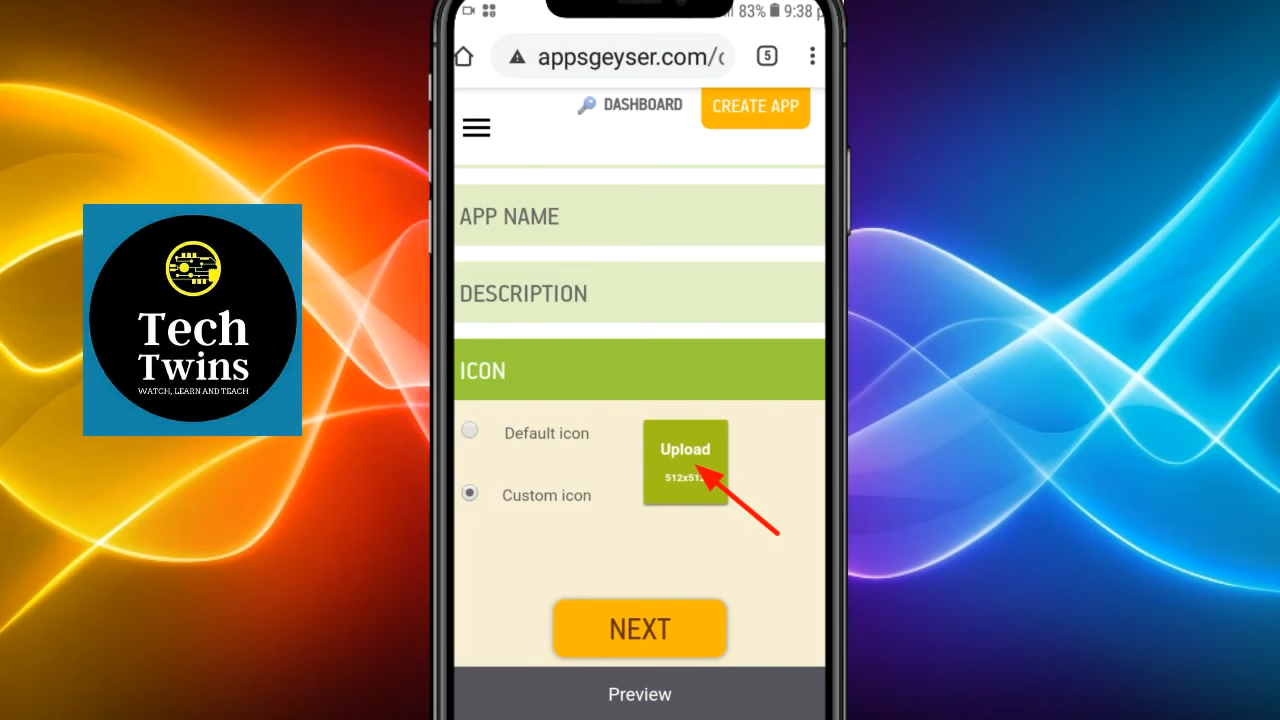 83% 9:38
appsgeyser.com/
5
DASHBOARD
CREATE APP
APP NAME
DESCRIPTION
ICON
Default icon
Upload
512x51
Custom icon
NEXT
Preview
Tech
Twins
WATCH, LEARN AND TEACH